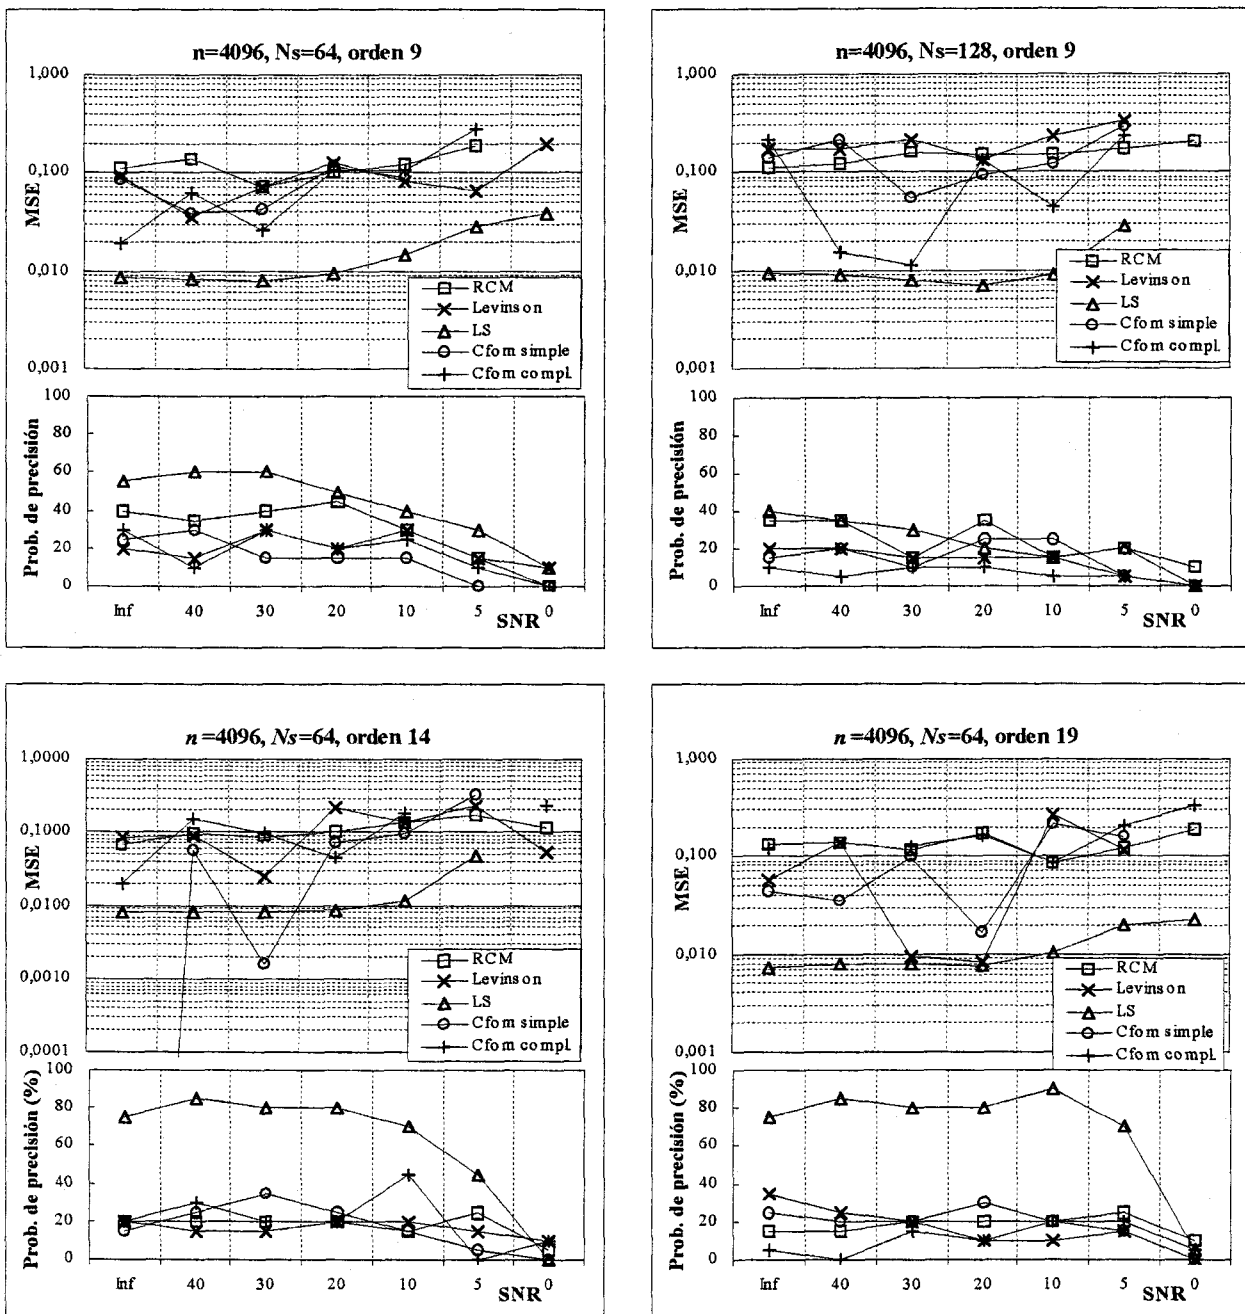 n=4096, Ns=64, orden 9
1,000
0,100
0,010
0,001
MSE
RCM
Levinson
LS
Cfom simple
Cfom compl.
100
80
60
40
20
0
Prob. de precisión
Inf 40 30 20 10 5 0
SNR
n=4096, Ns=128, orden 9
1,000
0,100
0,010
0,001
MSE
RCM
Levinson
LS
Cfom simple
Cfom compl.
100
80
60
40
20
0
Prob. de precisión
Inf 40 30 20 10 5 0
SNR
n=4096, Ns=64, orden 14
1,0000
0,1000
0,0100
0,0010
0,0001
MSE
RCM
Levinson
LS
Cfom simple
Cfom compl.
100
80
60
40
20
0
Prob. de precisión (%)
Inf 40 30 20 10 5 0
SNR
n=4096, Ns=64, orden 19
1,000
0,100
0,010
0,001
MSE
RCM
Levinson
LS
Cfom simple
Cfom compl.
100
80
60
40
20
0
Prob. de precisión (%)
Inf 40 30 20 10 5 0
SNR